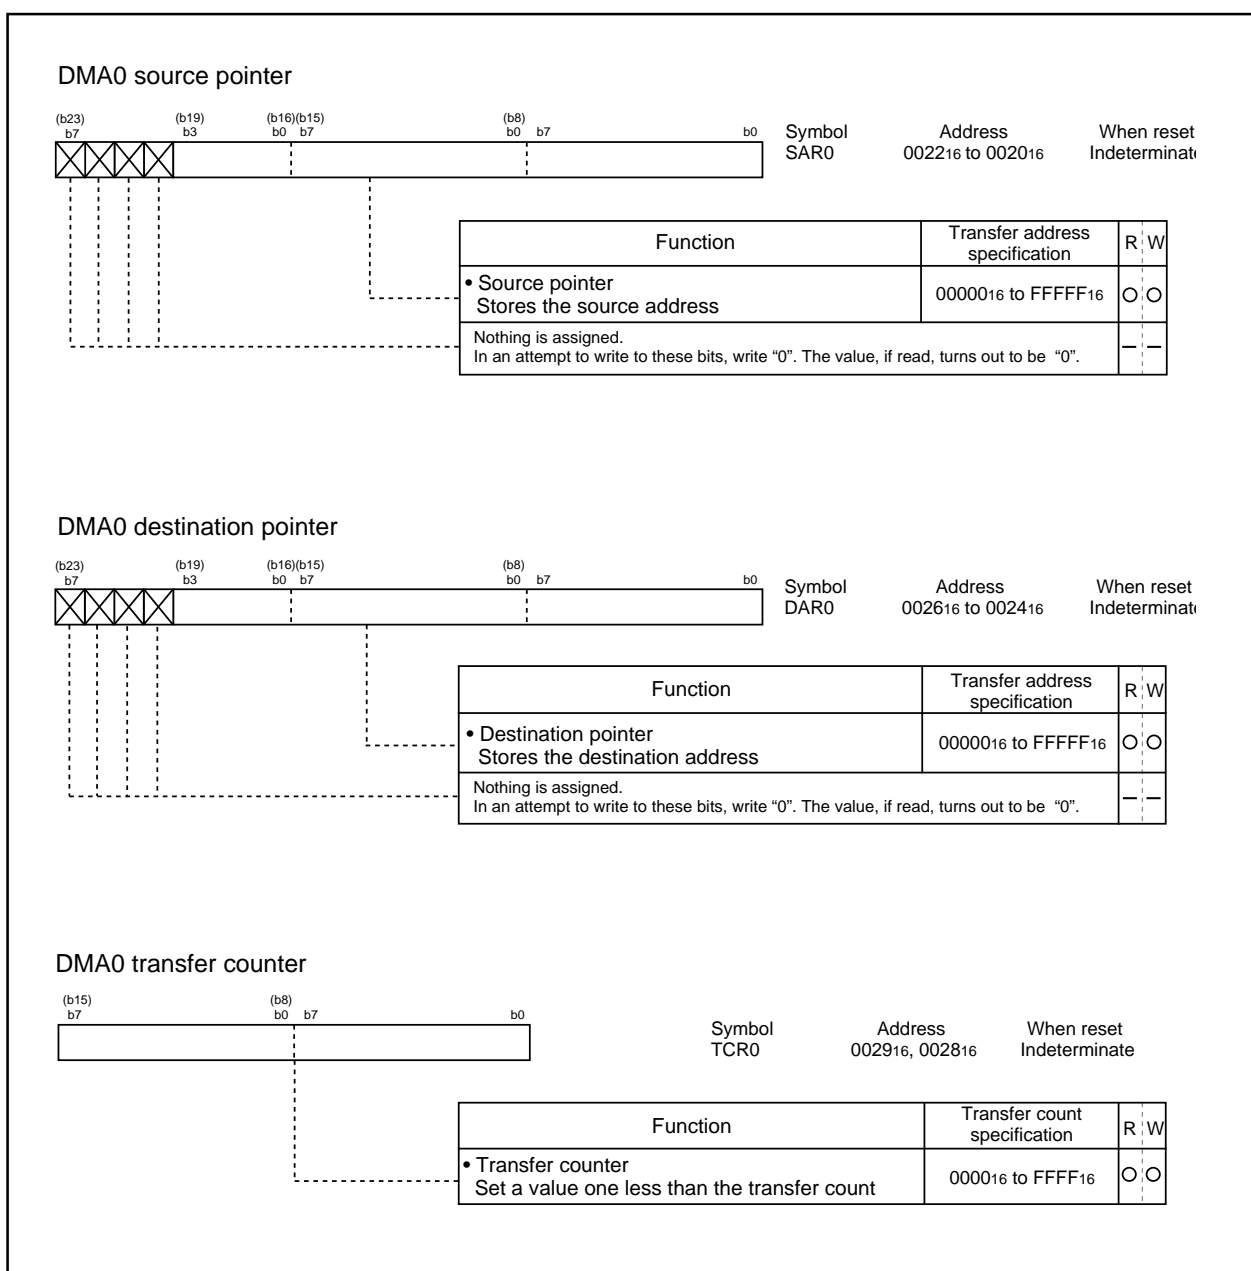 DMA0 source pointer
(b23) (b19) (b16)(b15) (b8)
b7 b3 b0 b7 b0 b7 b0
Symbol Address When reset
SAR0 002216 to 002016 Indeterminate
Function Transfer address specification R W
• Source pointer
Stores the source address
0000016 to FFFFF16
Nothing is assigned.
In an attempt to write to these bits, write “0”. The value, if read, turns out to be “0”.
DMA0 destination pointer
(b23) (b19) (b16)(b15) (b8)
b7 b3 b0 b7 b0 b7 b0
Symbol Address When reset
DAR0 002616 to 002416 Indeterminate
Function Transfer address specification R W
• Destination pointer
Stores the destination address
0000016 to FFFFF16
Nothing is assigned.
In an attempt to write to these bits, write “0”. The value, if read, turns out to be “0”.
DMA0 transfer counter
(b15) (b8)
b7 b0 b7 b0
Symbol Address When reset
TCR0 002916, 002816 Indeterminate
Function Transfer count specification R W
• Transfer counter
Set a value one less than the transfer count
000016 to FFFF16